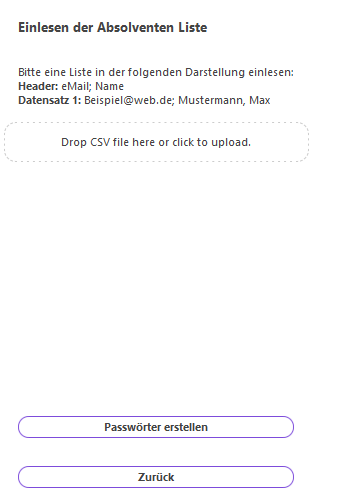 Einlesen der Absolventen Liste
Bitte eine Liste in der folgenden Darstellung einlesen:
Header: eMail; Name
Datensatz 1: Beispiel@web.de; Mustermann, Max
Drop CSV file here or click to upload.
Passwörter erstellen
Zurück